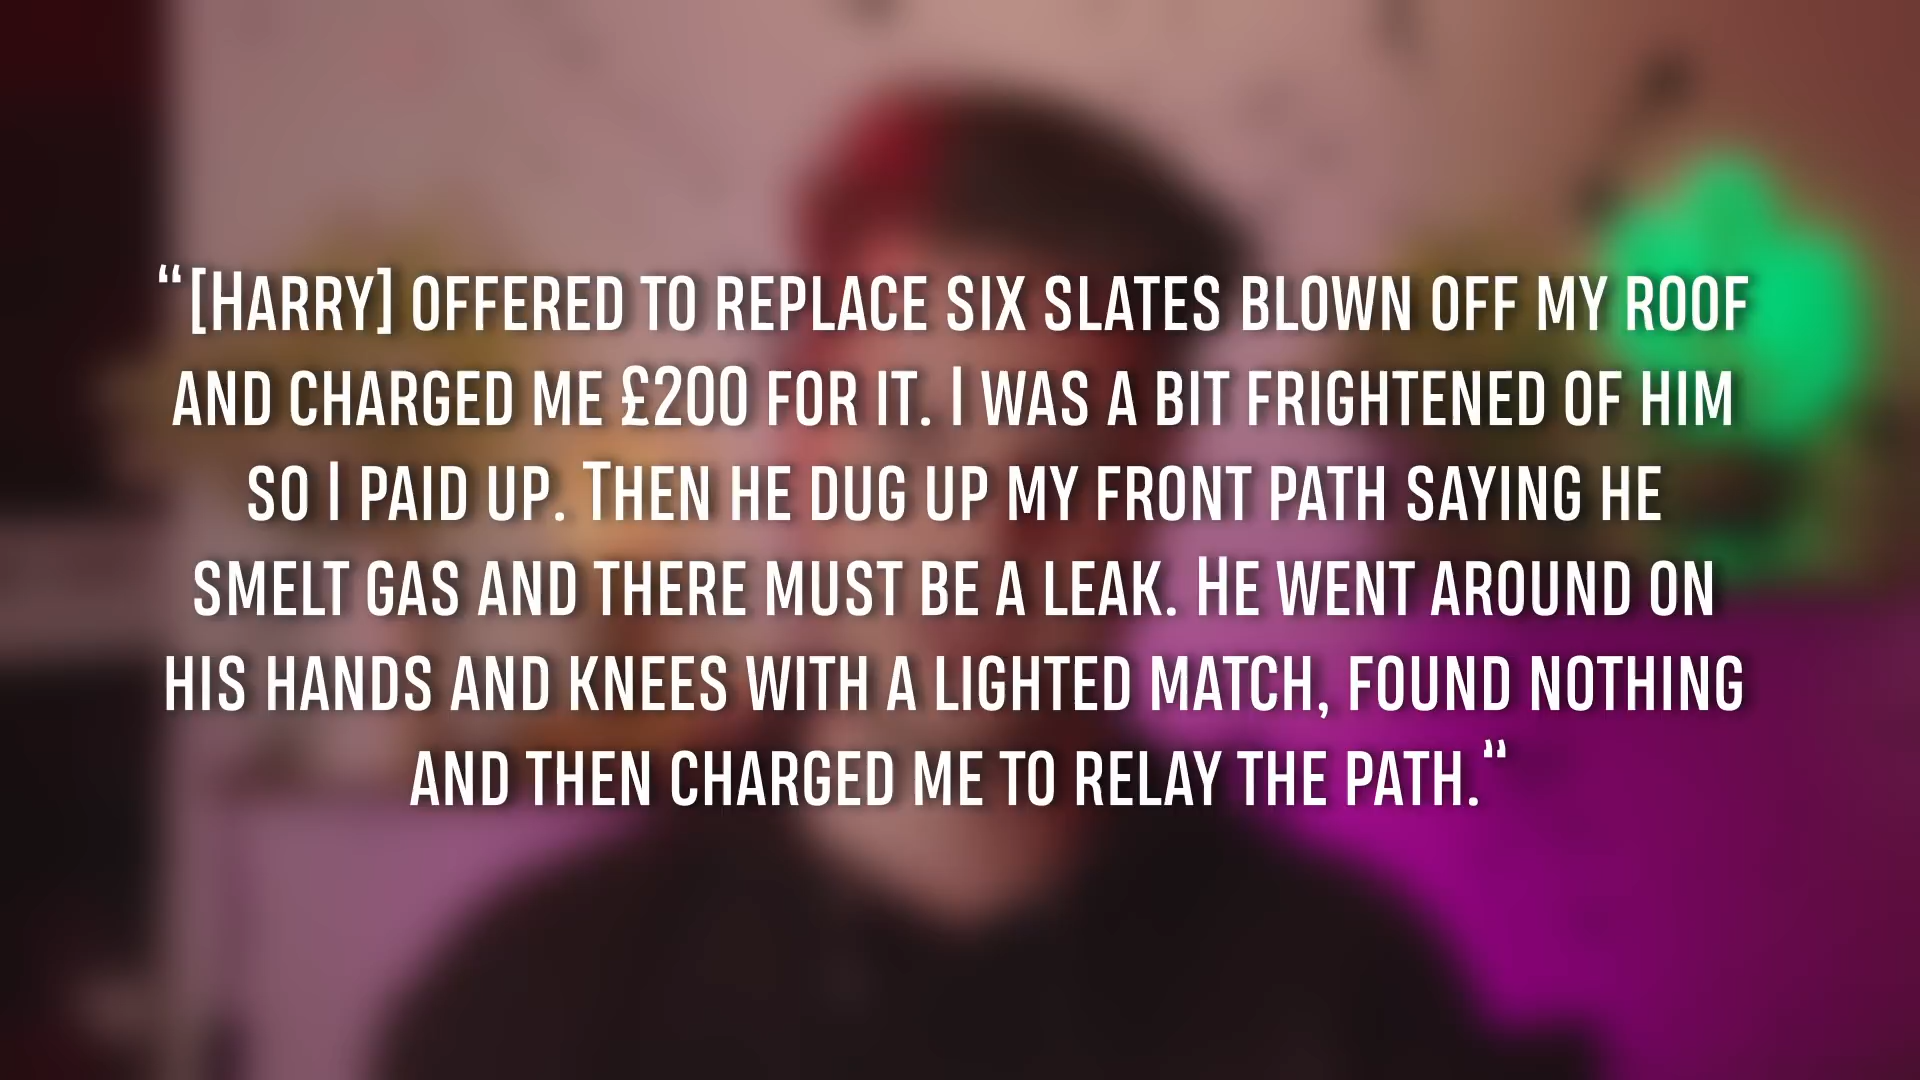 “[Harry] offered to replace six slates blown off my roof
and charged me £200 for it. I was a bit frightened of him
so I paid up. Then he dug up my front path saying he
smelt gas and there must be a leak. He went around on
his hands and knees with a lighted match, found nothing
and then charged me to relay the path.”